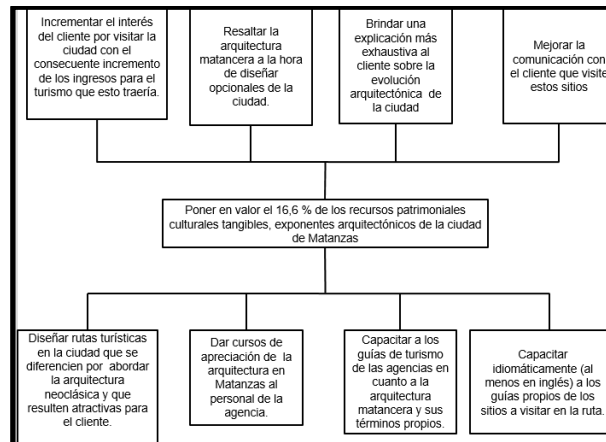 Incrementar el interés
del cliente por visitar la
ciudad con el
consecuente incremento
de los ingresos para el
turismo que esto traería.
Resaltar la
arquitectura
matancera a la hora
de diseñar
opcionales de la
ciudad.
Brindar una
explicación más
exhaustiva al
cliente sobre la
evolución
arquitectónica de
la ciudad
Mejorar la
comunicación con
el cliente que visite
estos sitios
Poner en valor el 16,6 % de los recursos patrimoniales
culturales tangibles, exponentes arquitectónicos de la ciudad
de Matanzas
Diseñar rutas turísticas
en la ciudad que se
diferencien por abordar
la arquitectura
neoclásica y que
resulten atractivas para
el cliente.
Dar cursos de
apreciación de la
arquitectura en
Matanzas al
personal de la
agencia.
Capacitar a los
guías de turismo
de las agencias en
cuanto a la
arquitectura
matancera y sus
términos propios.
Capacitar
idiomáticamente (al
menos en inglés) a los
guías propios de los
sitios a visitar en la ruta.